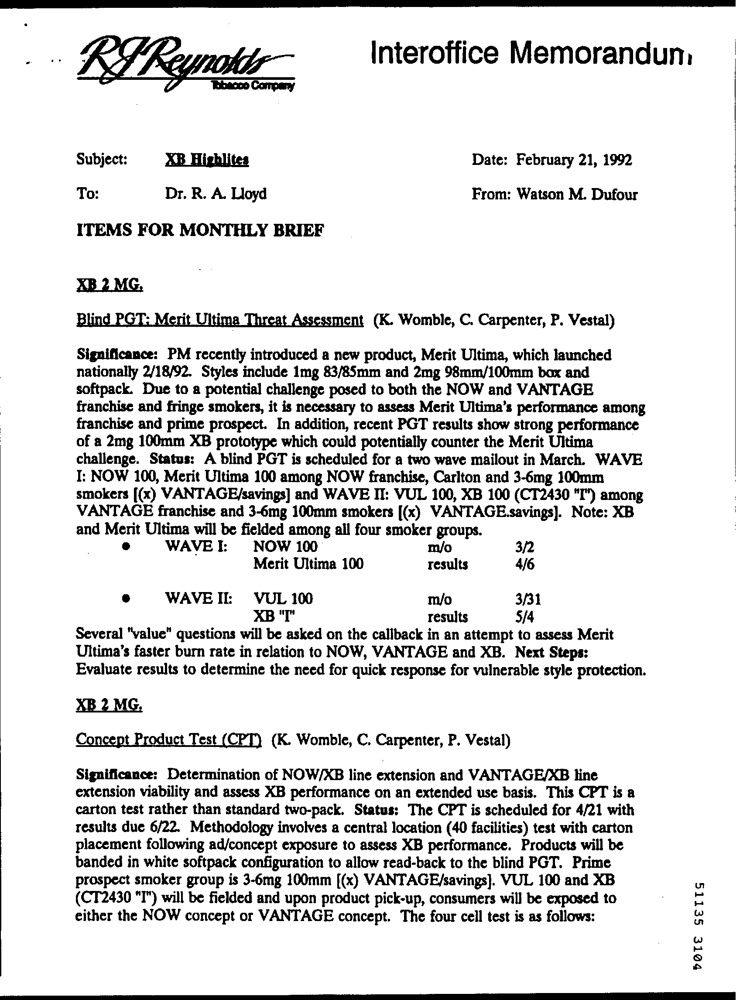 RJReynolds
Tobacco Company
Interoffice Memorandum
Subject: XB Highlites
Date: February 21, 1992
To: Dr. R. A. Lloyd
From: Watson M. Dufour
ITEMS FOR MONTHLY BRIEF
XB 2 MG.
Blind PGT: Merit Ultima Threat Assessment (K. Womble, C. Carpenter, P. Vestal)
Significance: PM recently introduced a new product, Merit Ultima, which launched
nationally 2/18/92. Styles include 1mg 83/85mm and 2mg 98mm/100mm box and
softpack. Due to a potential challenge posed to both the NOW and VANTAGE
franchise and fringe smokers, it is necessary to assess Merit Ultima's performance among
franchise and prime prospect. In addition, recent PGT results show strong performance
of a 2mg 100mm XB prototype which could potentially counter the Merit Ultima
challenge. Status: A blind PGT is scheduled for a two wave mailout in March. WAVE
I: NOW 100, Merit Ultima 100 among NOW franchise, Carlton and 3-6mg 100mm
smokers [(x) VANTAGE/savings] and WAVE II: VUL 100, XB 100 (CT2430 "I") among
VANTAGE franchise and 3-6mg 100mm smokers [(x) VANTAGE.savings]. Note: XB
and Merit Ultima will be fielded among all four smoker groups.
• WAVE I: NOW 100 m/o 3/2
Merit Ultima 100 results 4/6
• WAVE II: VUL 100 m/o 3/31
XB "I" results 5/4
Several "value" questions will be asked on the callback in an attempt to assess Merit
Ultima's faster burn rate in relation to NOW, VANTAGE and XB. Next Steps:
Evaluate results to determine the need for quick response for vulnerable style protection.
XB 2 MG.
Concept Product Test (CPT) (K. Womble, C. Carpenter, P. Vestal)
Significance: Determination of NOW/XB line extension and VANTAGE/XB line
extension viability and assess XB performance on an extended use basis. This CPT is a
carton test rather than standard two-pack. Status: The CPT is scheduled for 4/21 with
results due 6/22. Methodology involves a central location (40 facilities) test with carton
placement following ad/concept exposure to assess XB performance. Products will be
banded in white softpack configuration to allow read-back to the blind PGT. Prime
prospect smoker group is 3-6mg 100mm [(x) VANTAGE/savings]. VUL 100 and XB
(CT2430 "I") will be fielded and upon product pick-up, consumers will be exposed to
either the NOW concept or VANTAGE concept. The four cell test is as follows:
51135 3104